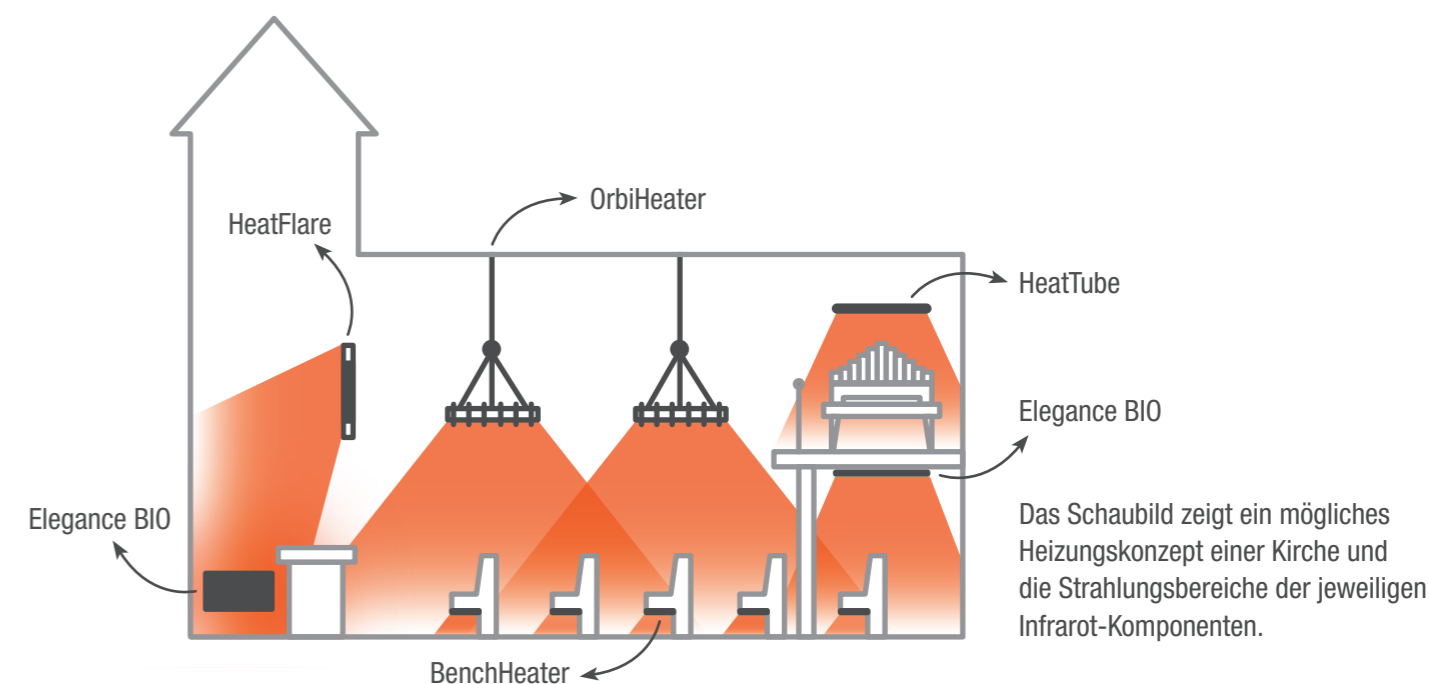 OrbiHeater
HeatFlare
HeatTube
Elegance BIO
Elegance BIO
Das Schaubild zeigt ein mögliches
Heizungskonzept einer Kirche und
die Strahlungsbereiche der jeweiligen
Infrarot-Komponenten.
BenchHeater